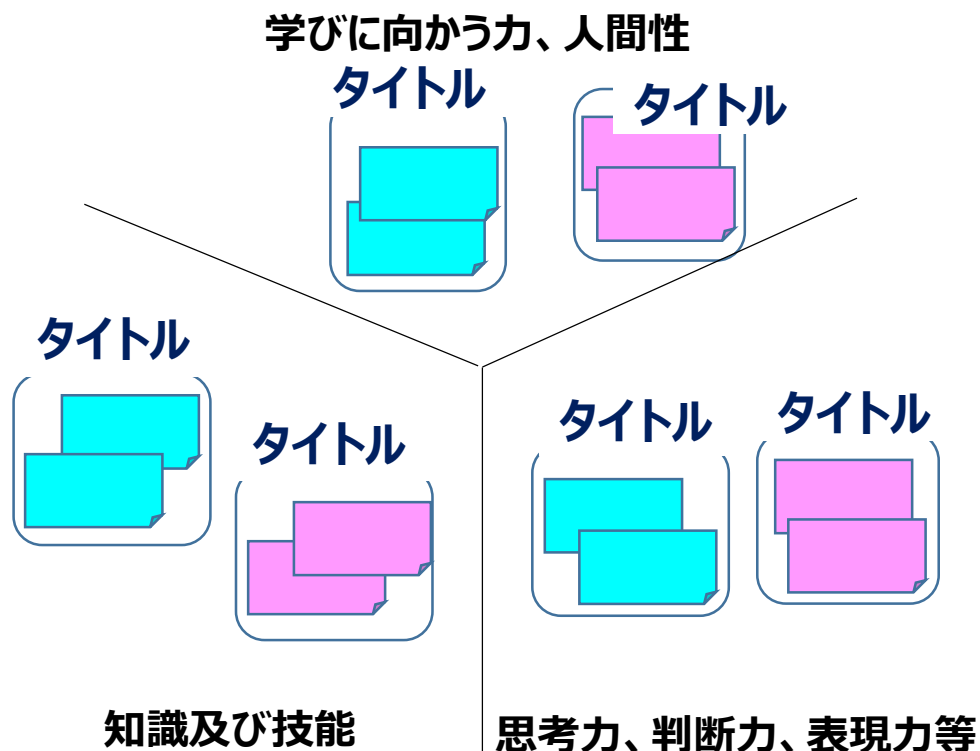 学びに向かう力、人間性
タイトル
タイトル
タイトル
タイトル
タイトル
タイトル
知識及び技能
思考力、判断力、表現力等